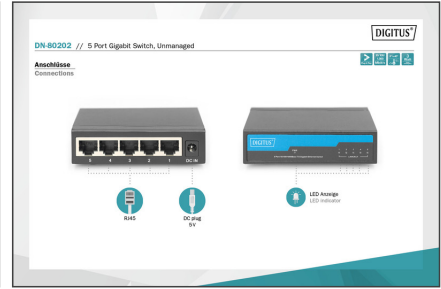 DIGITUS®
DN-80202 // 5 Port Gigabit Switch, Unmanaged
Anschlüsse
Connections
5 4 3 2 1 DC IN
DIGITUS
RJ45
DC plug
5V
LED Anzeige
LED indicator